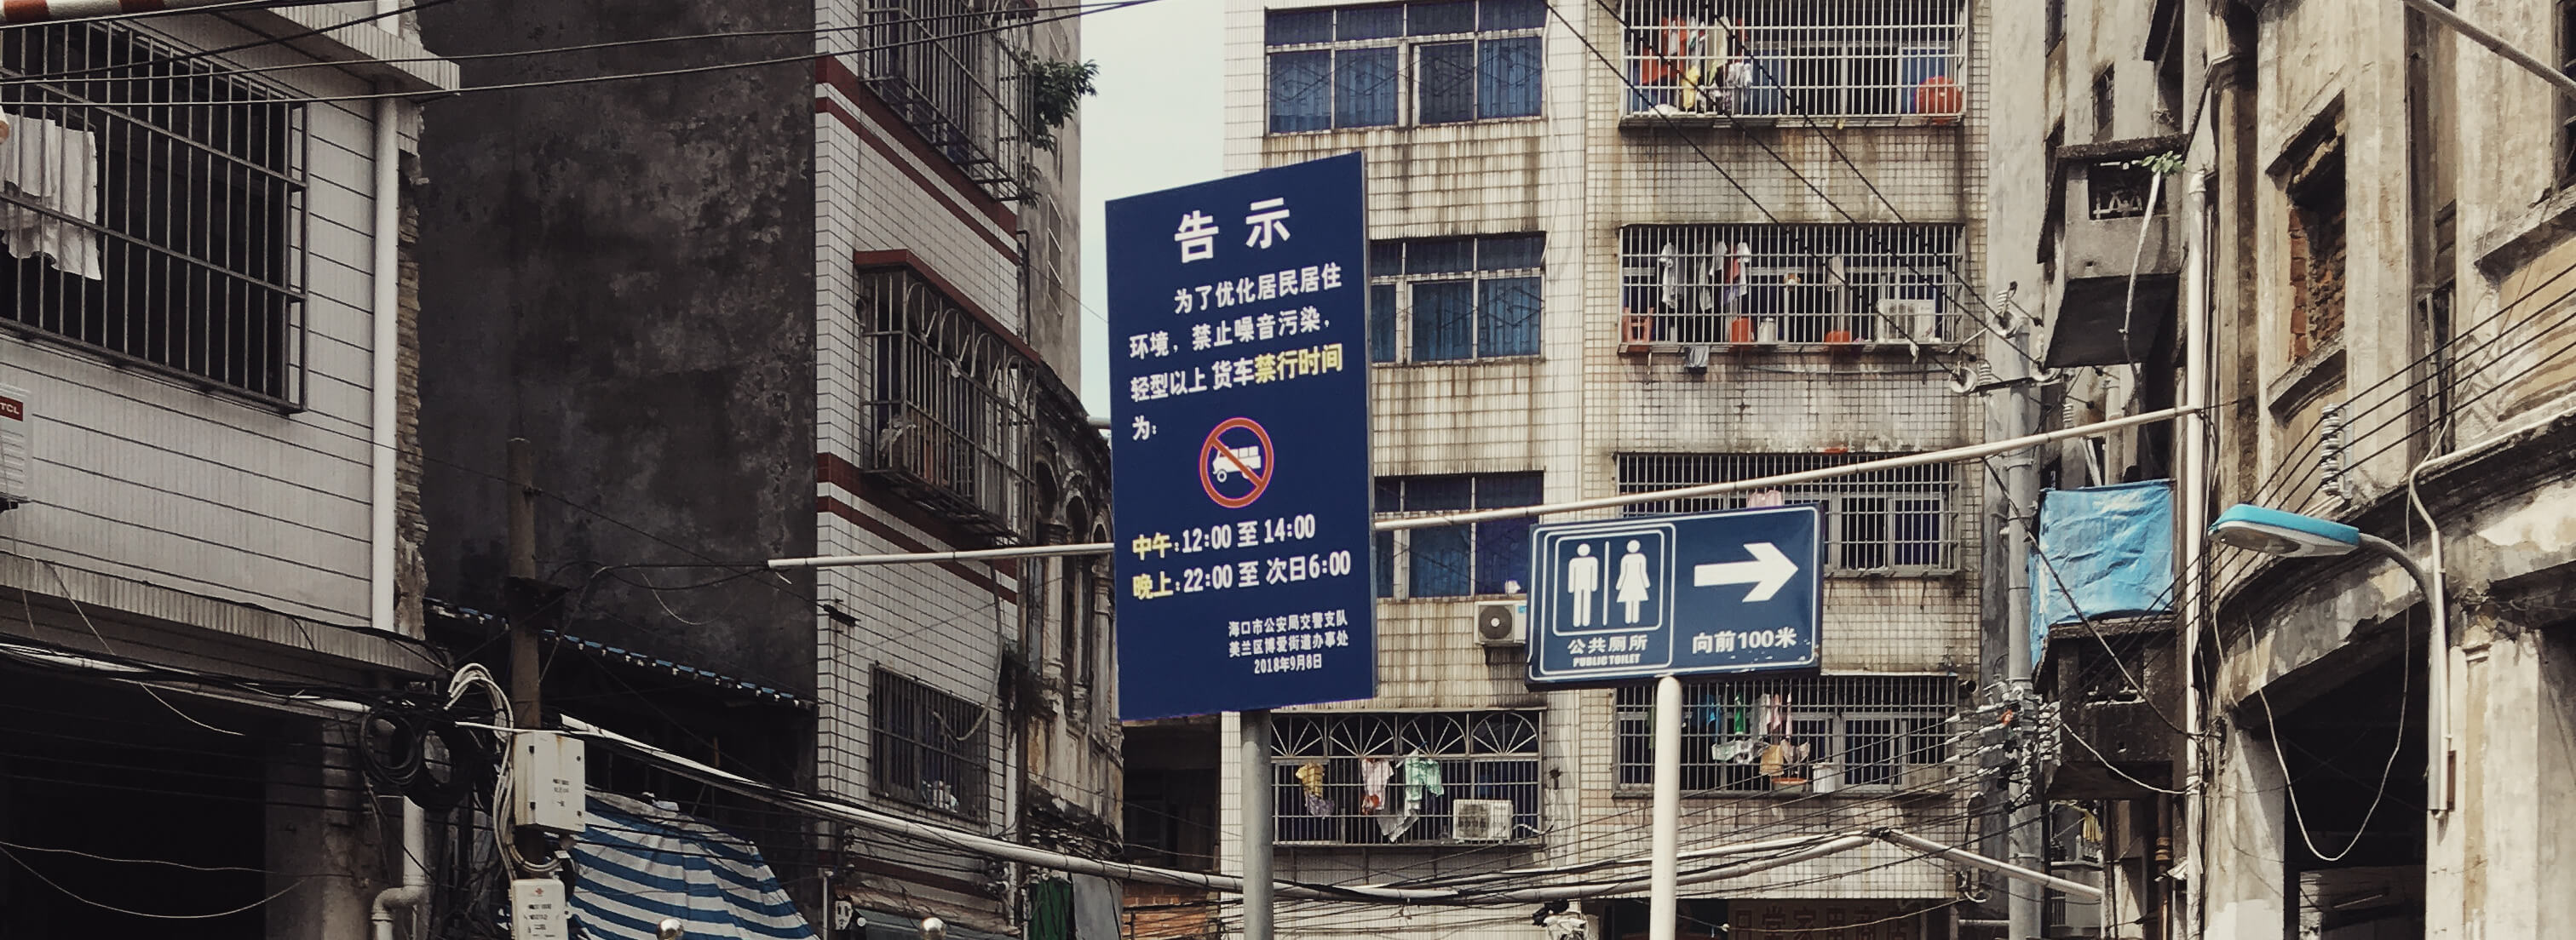 告示
为了优化居民居住
环境，禁止噪音污染，
轻型以上货车禁行时间
为：
中午：12:00 至 14:00
晚上：22:00 至 次日6:00
海口市公安局交警支队
美兰区博爱街道办事处
2018年9月8日
公共厕所
PUBLIC TOILET
向前100米
TCL